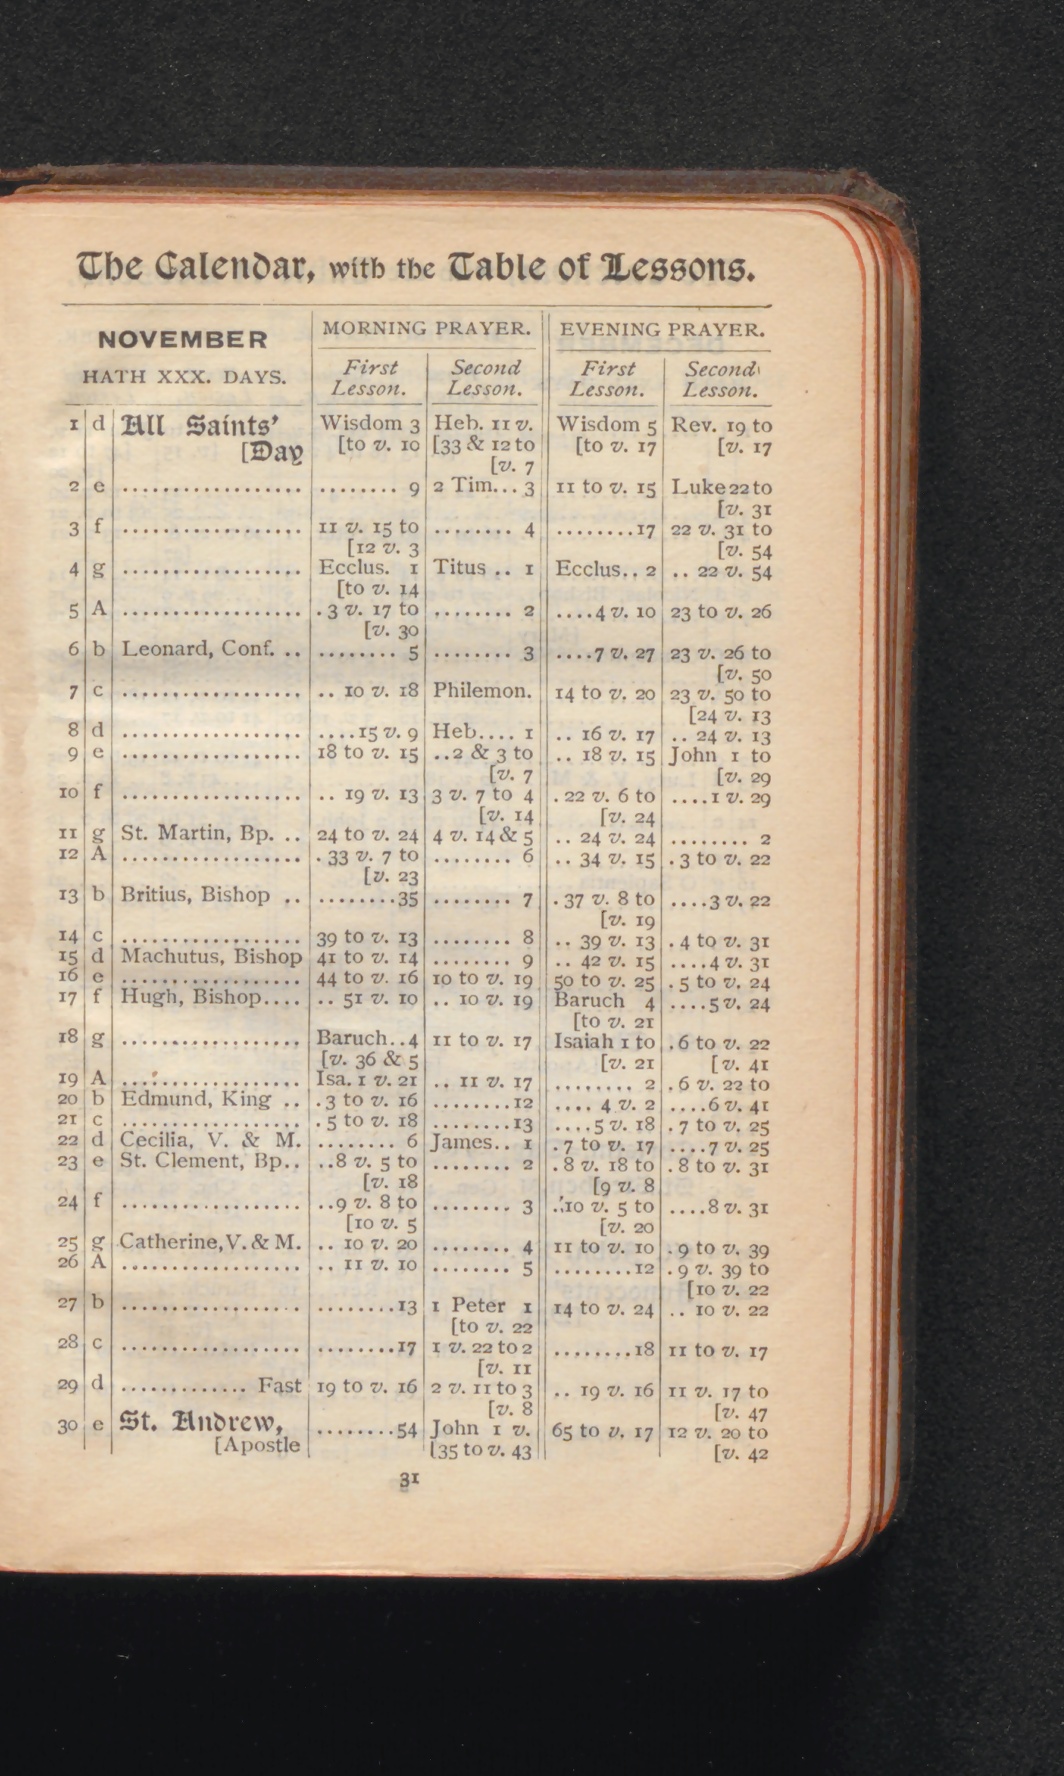 The Calendar, with the Table of Lessons.
NOVEMBER
HATH XXX. DAYS.
MORNING PRAYER.
EVENING PRAYER.
First Lesson.
Second Lesson.
First Lesson.
Second Lesson.
1 d All Saints' Wisdom 3 Heb. 11 v. Wisdom 5 Rev. 19 to
[Day [to v. 10 [33 & 12 to [to v. 17 [v. 17
[v. 7
2 e .................. ........ 9 2 Tim... 3 11 to v. 15 Luke 22 to
[v. 31
3 f .................. 11 v. 15 to ........ 4 ........17 22 v. 31 to
[12 v. 3 [v. 54
4 g .................. Ecclus. 1 Titus .. 1 Ecclus.. 2 .. 22 v. 54
[to v. 14
5 A .................. .3 v. 17 to ........ 2 ....4 v. 10 23 to v. 26
[v. 30
6 b Leonard, Conf. .. ........ 5 ........ 3 ....7 v. 27 23 v. 26 to
[v. 50
7 c .................. .. 10 v. 18 Philemon. 14 to v. 20 23 v. 50 to
[24 v. 13
8 d .................. ....15 v. 9 Heb.... 1 .. 16 v. 17 .. 24 v. 13
9 e .................. 18 to v. 15 ..2 & 3 to .. 18 v. 15 John 1 to
[v. 7 [v. 29
10 f .................. .. 19 v. 13 3 v. 7 to 4 .22 v. 6 to ....1 v. 29
[v. 14 [v. 24
11 g St. Martin, Bp. .. 24 to v. 24 4 v. 14 & 5 .. 24 v. 24 ........ 2
12 A .................. .33 v. 7 to ........ 6 .. 34 v. 15 .3 to v. 22
[v. 23
13 b Britius, Bishop .. ........35 ........ 7 .37 v. 8 to ....3 v. 22
[v. 19
14 c .................. 39 to v. 13 ........ 8 .. 39 v. 13 .4 to v. 31
15 d Machutus, Bishop 41 to v. 14 ........ 9 .. 42 v. 15 ....4 v. 31
16 e .................. 44 to v. 16 10 to v. 19 50 to v. 25 .5 to v. 24
17 f Hugh, Bishop.... .. 51 v. 10 .. 10 v. 19 Baruch 4 ....5 v. 24
[to v. 21
18 g .................. Baruch..4 11 to v. 17 Isaiah 1 to .6 to v. 22
[v. 36 & 5 [v. 21 [v. 41
19 A .................. Isa. 1 v. 21 .. 11 v. 17 ........ 2 .6 v. 22 to
20 b Edmund, King .. .3 to v. 16 ........12 .... 4 v. 2 ....6 v. 41
21 c .................. .5 to v. 18 ........13 ....5 v. 18 .7 to v. 25
22 d Cecilia, V. & M. ........ 6 James.. 1 .7 to v. 17 ....7 v. 25
23 e St. Clement, Bp.. ..8 v. 5 to ........ 2 .8 v. 18 to .8 to v. 31
[v. 18 [9 v. 8
24 f .................. ..9 v. 8 to ........ 3 ..10 v. 5 to ....8 v. 31
[10 v. 5 [v. 20
25 g Catherine, V. & M. .. 10 v. 20 ........ 4 11 to v. 10 .9 to v. 39
26 A .................. .. 11 v. 10 ........ 5 ........12 .9 v. 39 to
[10 v. 22
27 b .................. ........13 1 Peter 1 14 to v. 24 .. 10 v. 22
[to v. 22
28 c .................. ........17 1 v. 22 to 2 ........18 11 to v. 17
[v. 11
29 d ............. Fast 19 to v. 16 2 v. 11 to 3 .. 19 v. 16 11 v. 17 to
[v. 8 [v. 47
30 e St. Andrew, ........54 John 1 v. 65 to v. 17 12 v. 20 to
[Apostle [35 to v. 43 [v. 42
31